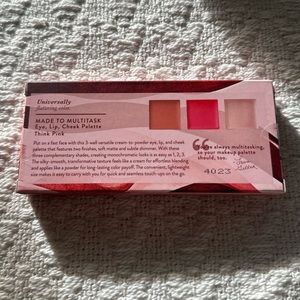 Universally
flattering color.
MADE TO MULTITASK
Eye, Lip, Cheek Palette
Think Pink
Put on a fast face with this 3-well versatile cream-to-powder eye, lip, and cheek
palette that features two finishes, soft matte and subtle shimmer. With these
three complementary shades, creating monochromatic looks is as easy as 1, 2, 3.
The silky-smooth, transformative texture feels like a cream for effortless blending
and applies like a powder for long-lasting color payoff. The convenient, lightweight
size makes it easy to carry with you for quick and seamless touch-ups on the go.
“You're always multitasking,
so your makeup palette
should, too.
4023